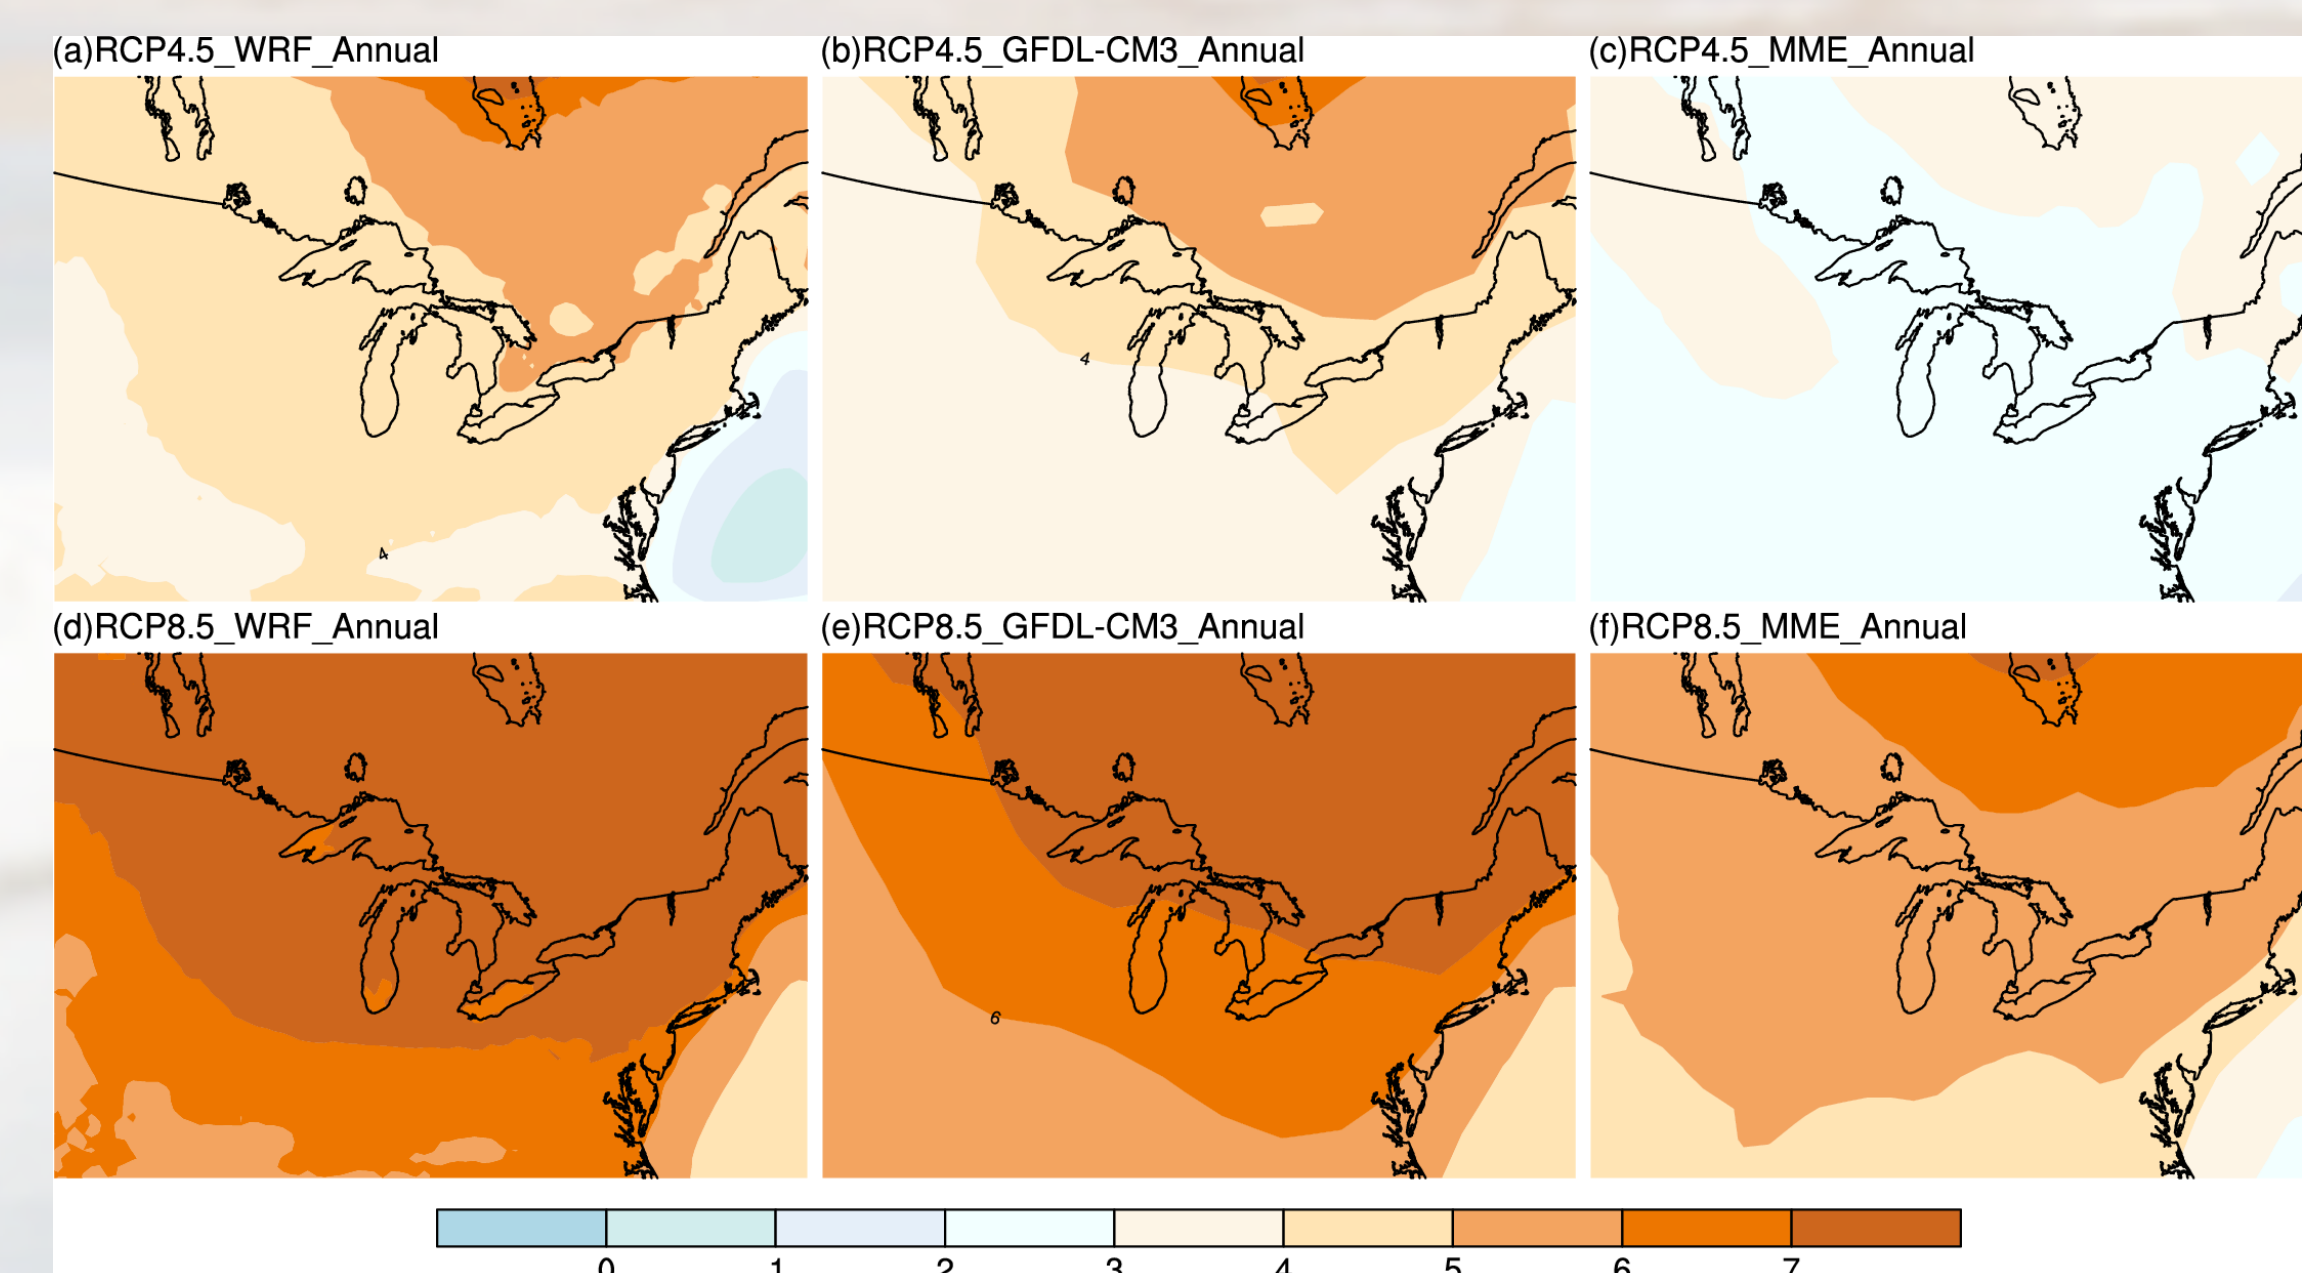 (a)RCP4.5_WRF_Annual (b)RCP4.5_GFDL-CM3_Annual (c)RCP4.5_MME_Annual
4
4
(d)RCP8.5_WRF_Annual (e)RCP8.5_GFDL-CM3_Annual (f)RCP8.5_MME_Annual
6
0 1 2 3 4 5 6 7